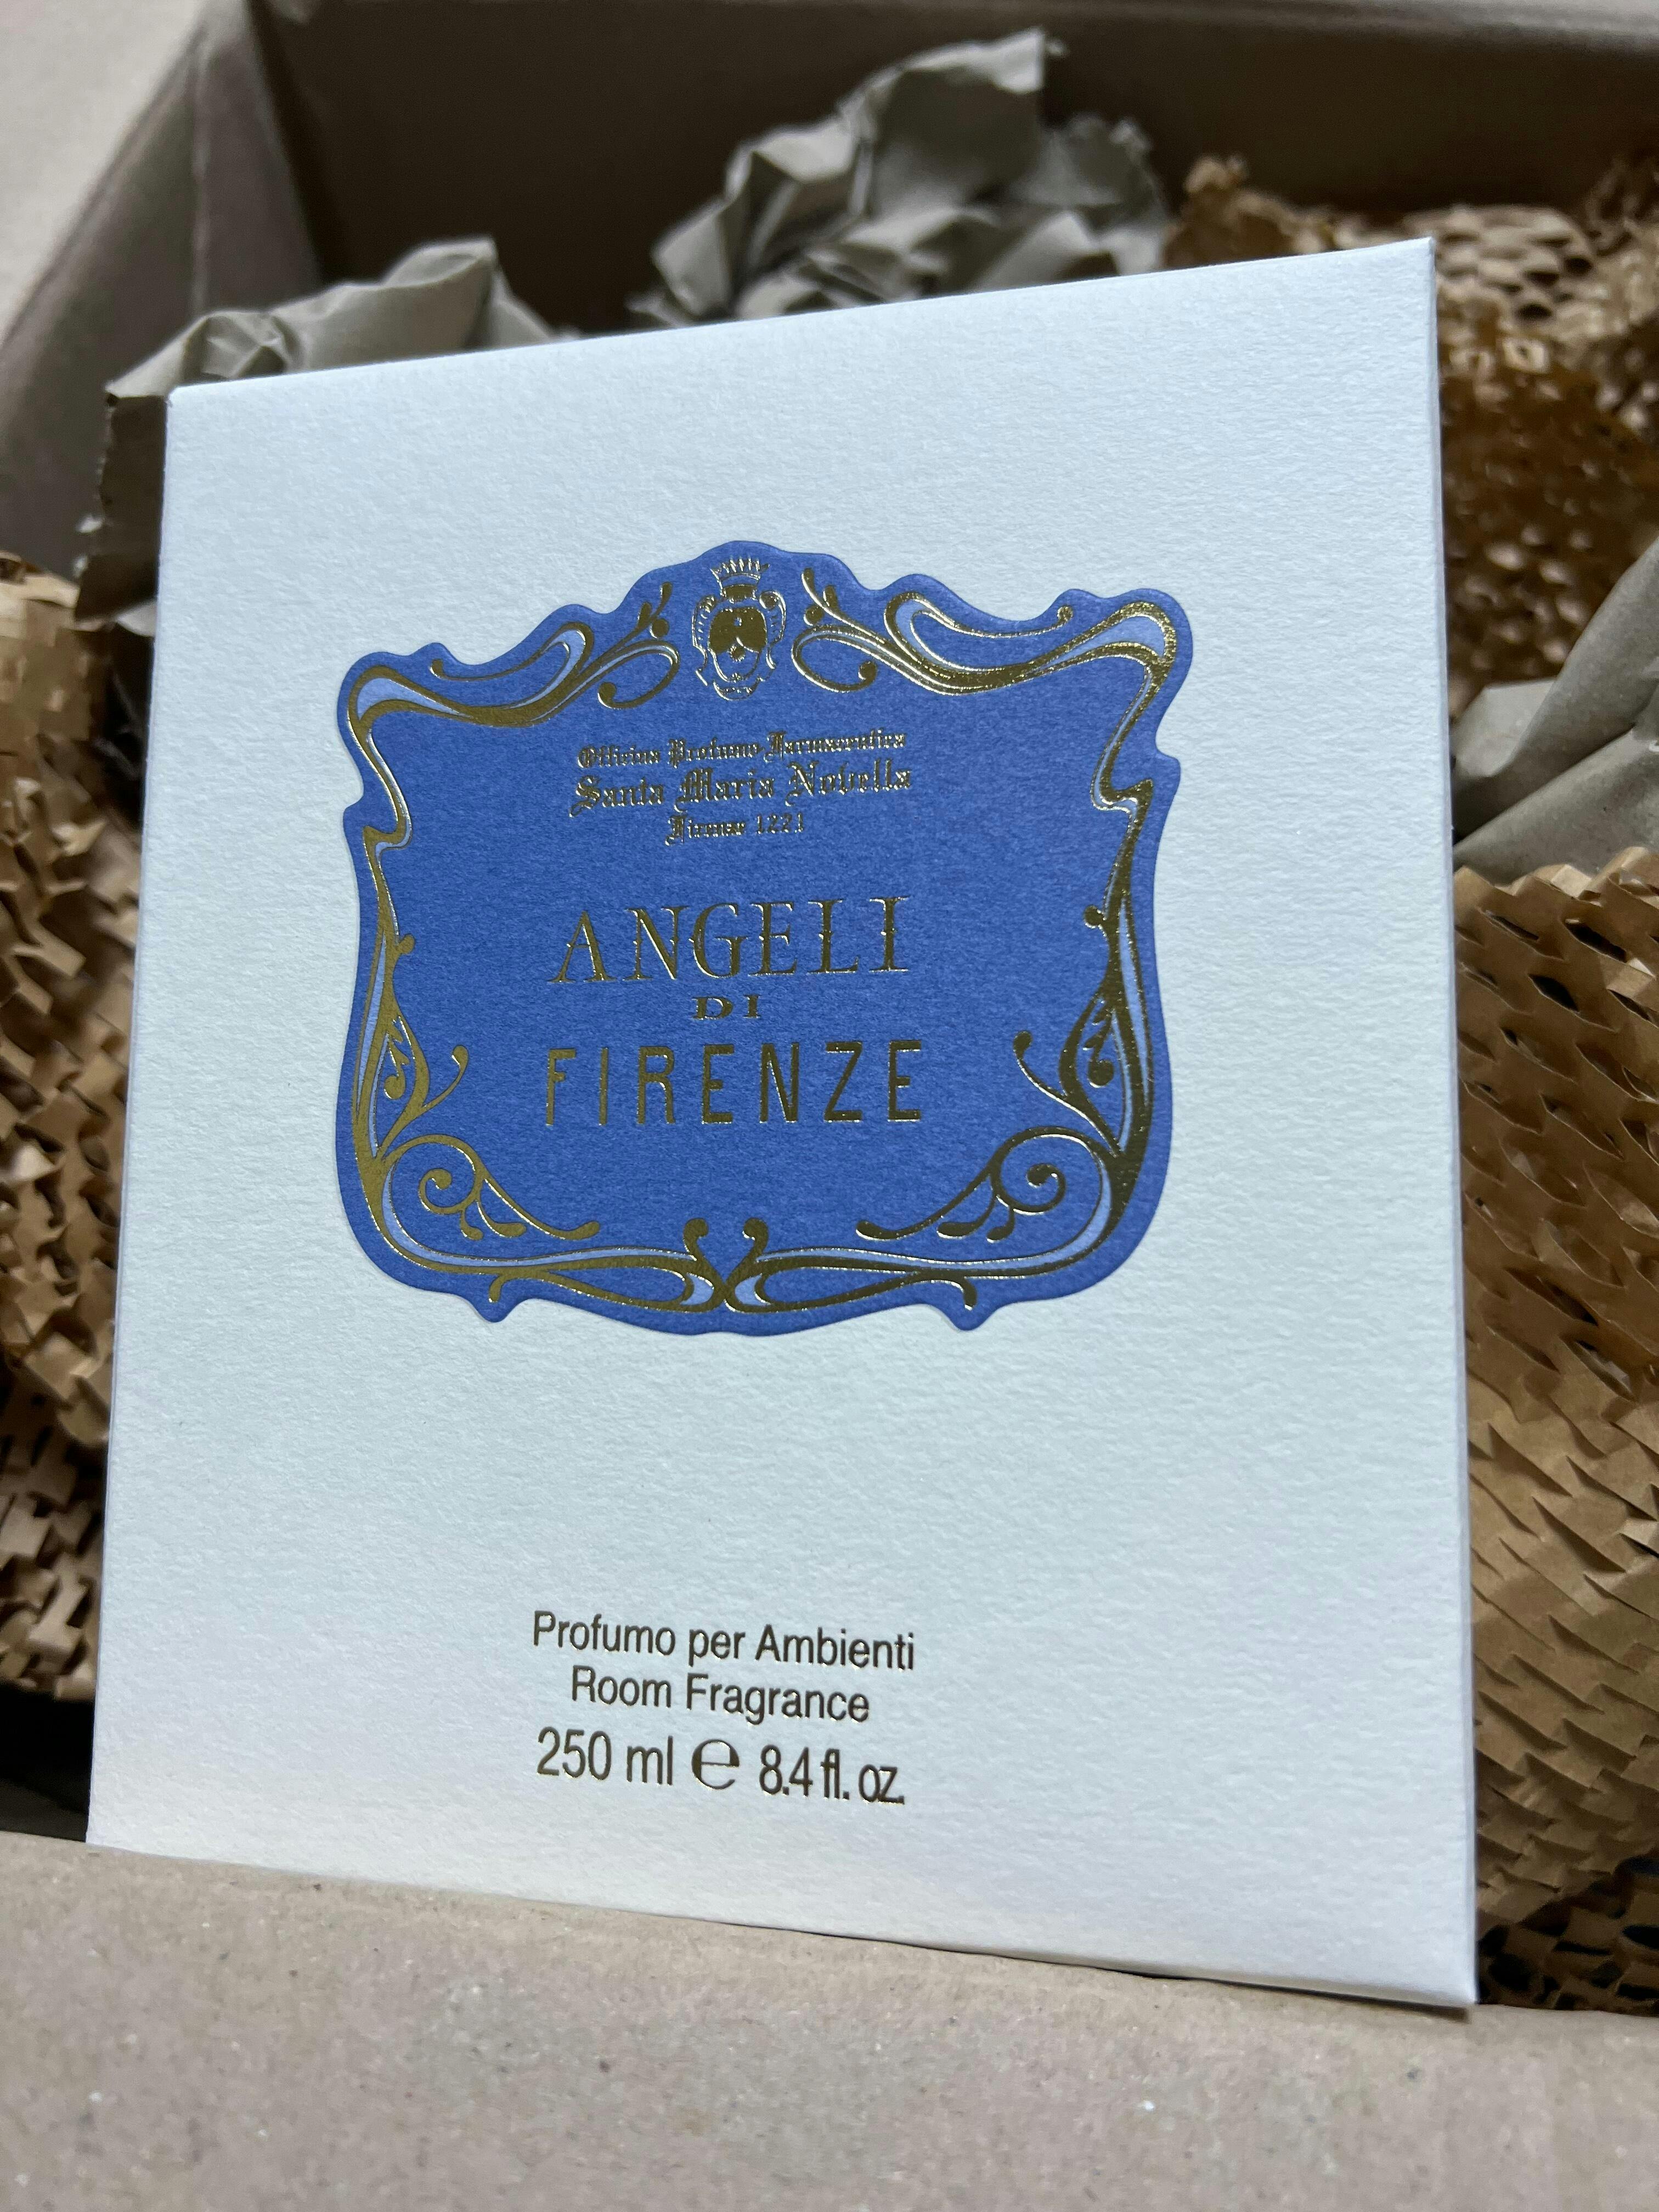 Officina Profumo Farmaceutica
Santa Maria Novella
Firenze 1221
ANGELI
DI
FIRENZE
Profumo per Ambienti
Room Fragrance
250 ml ℮ 8.4 fl. oz.